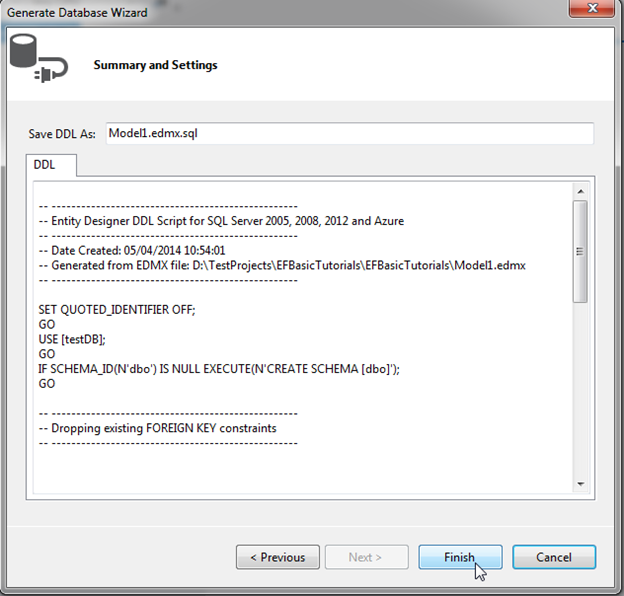 Generate Database Wizard
Summary and Settings
Save DDL As: Model1.edmx.sql
DDL
-- --------------------------------------------------
-- Entity Designer DDL Script for SQL Server 2005, 2008, 2012 and Azure
-- --------------------------------------------------
-- Date Created: 05/04/2014 10:54:01
-- Generated from EDMX file: D:\TestProjects\EFBasicTutorials\EFBasicTutorials\Model1.edmx
-- --------------------------------------------------
SET QUOTED_IDENTIFIER OFF;
GO
USE [testDB];
GO
IF SCHEMA_ID(N'dbo') IS NULL EXECUTE(N'CREATE SCHEMA [dbo]');
GO
-- --------------------------------------------------
-- Dropping existing FOREIGN KEY constraints
-- --------------------------------------------------
< Previous Next > Finish Cancel